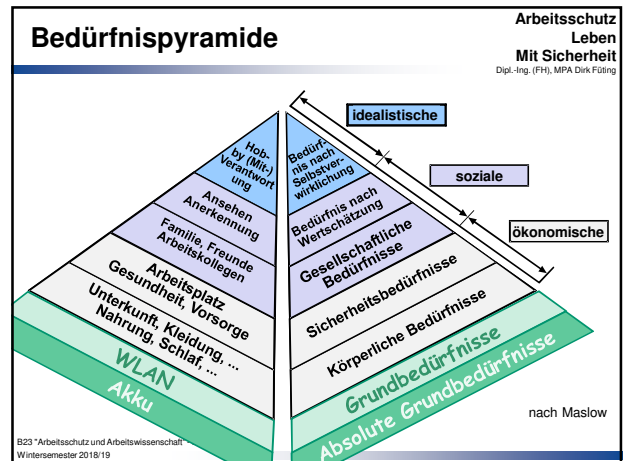 Bedürfnispyramide
Arbeitsschutz
Leben
Mit Sicherheit
Dipl.-Ing. (FH), MPA Dirk Füting
idealistische
soziale
ökonomische
Hob-
by (Mit-)
Verantwort
ung
Bedürf-
nis nach
Selbstver-
wirklichung
Ansehen
Anerkennung
Bedürfnis nach
Wertschätzung
Familie, Freunde
Arbeitskollegen
Gesellschaftliche
Bedürfnisse
Arbeitsplatz
Gesundheit, Vorsorge
Sicherheitsbedürfnisse
Unterkunft, Kleidung, ...
Nahrung, Schlaf, ...
Körperliche Bedürfnisse
WLAN
Grundbedürfnisse
Akku
Absolute Grundbedürfnisse
nach Maslow
B23 "Arbeitsschutz und Arbeitswissenschaft" -
Wintersemester 2018/19